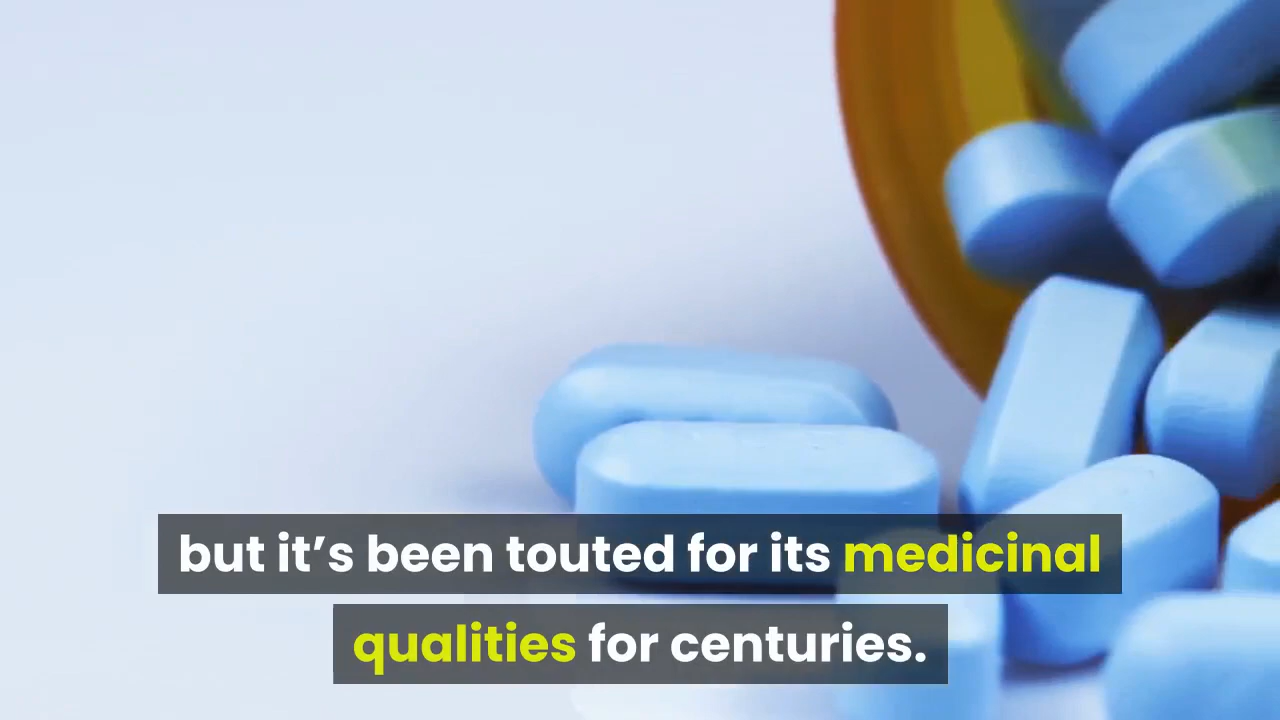 but it’s been touted for its medicinal
qualities for centuries.